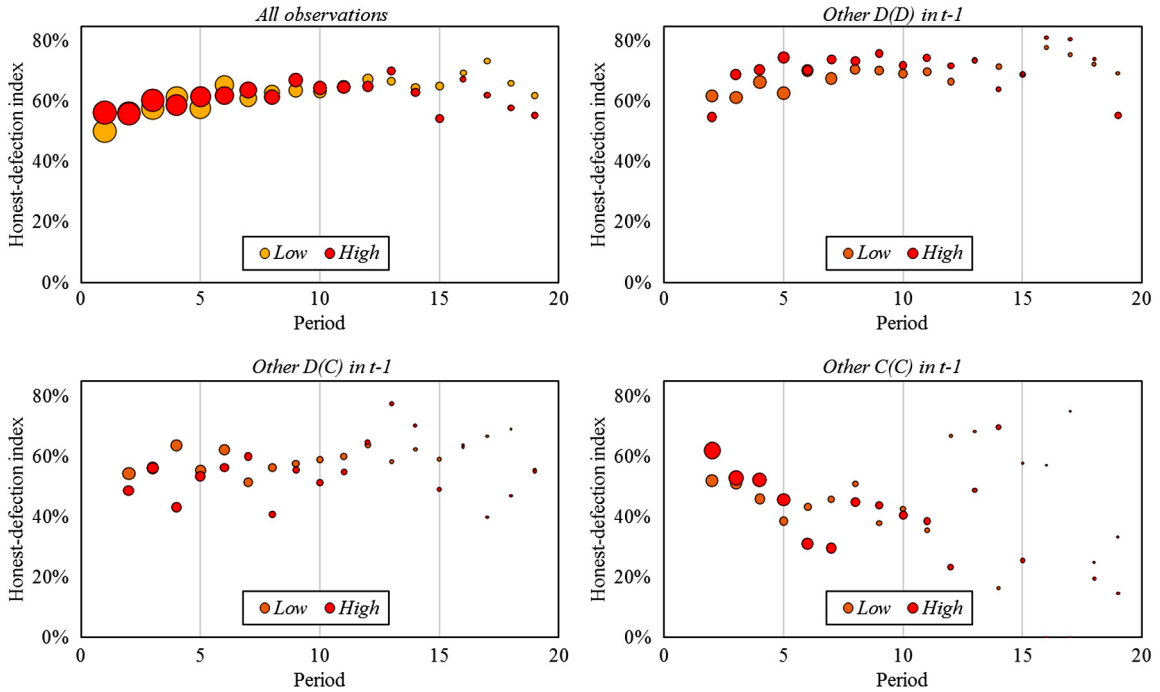 All observations
Honest-defection index
80%
60%
40%
20%
0%
Low High
0 5 10 15 20
Period
Other D(D) in t-1
Honest-defection index
80%
60%
40%
20%
0%
Low High
0 5 10 15 20
Period
Other D(C) in t-1
Honest-defection index
80%
60%
40%
20%
0%
Low High
0 5 10 15 20
Period
Other C(C) in t-1
Honest-defection index
80%
60%
40%
20%
0%
Low High
0 5 10 15 20
Period